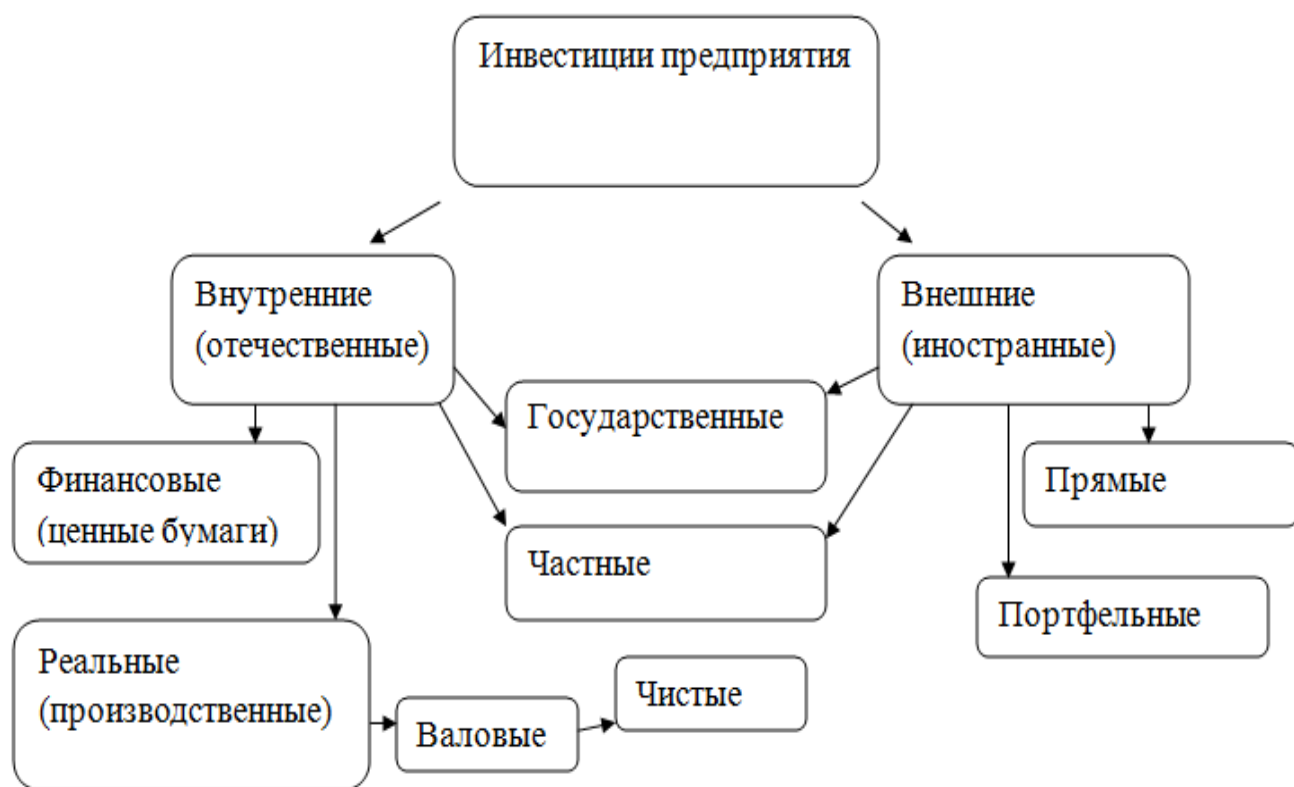 Инвестиции предприятия
Внутренние
(отечественные)
Внешние
(иностранные)
Государственные
Финансовые
(ценные бумаги)
Прямые
Частные
Портфельные
Реальные
(производственные)
Валовые
Чистые